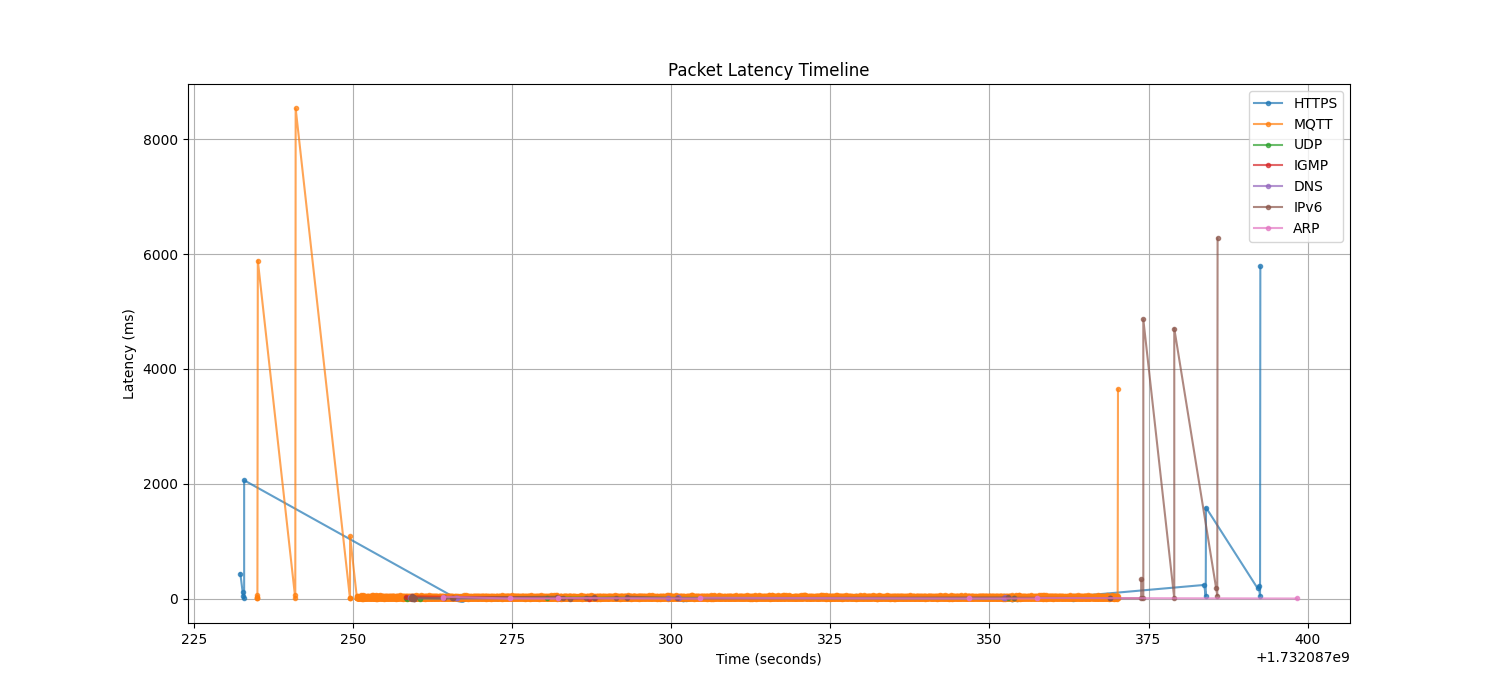 Packet Latency Timeline
HTTPS
MQTT
UDP
IGMP
DNS
IPv6
ARP
Latency (ms)
8000
6000
4000
2000
0
225 250 275 300 325 350 375 400
Time (seconds)
+1.732087e9